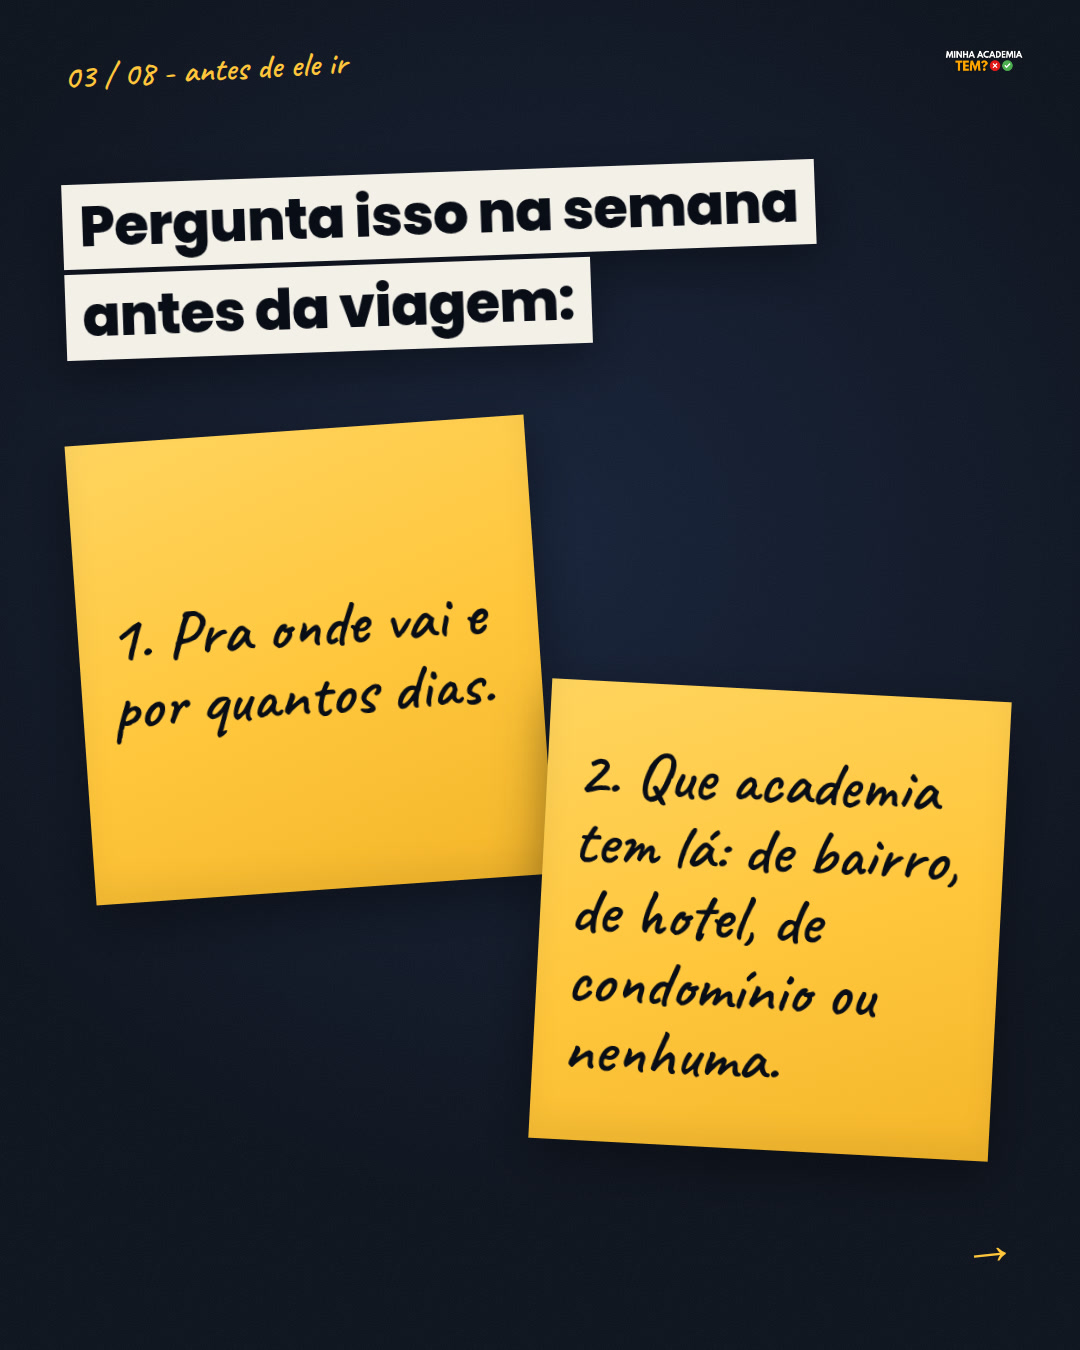 03 / 08 - antes de ele ir
MINHA ACADEMIA
TEM?
Pergunta isso na semana
antes da viagem:
1. Pra onde vai e
por quantos dias.
2. Que academia
tem lá: de bairro,
de hotel, de
condomínio ou
nenhuma.
→